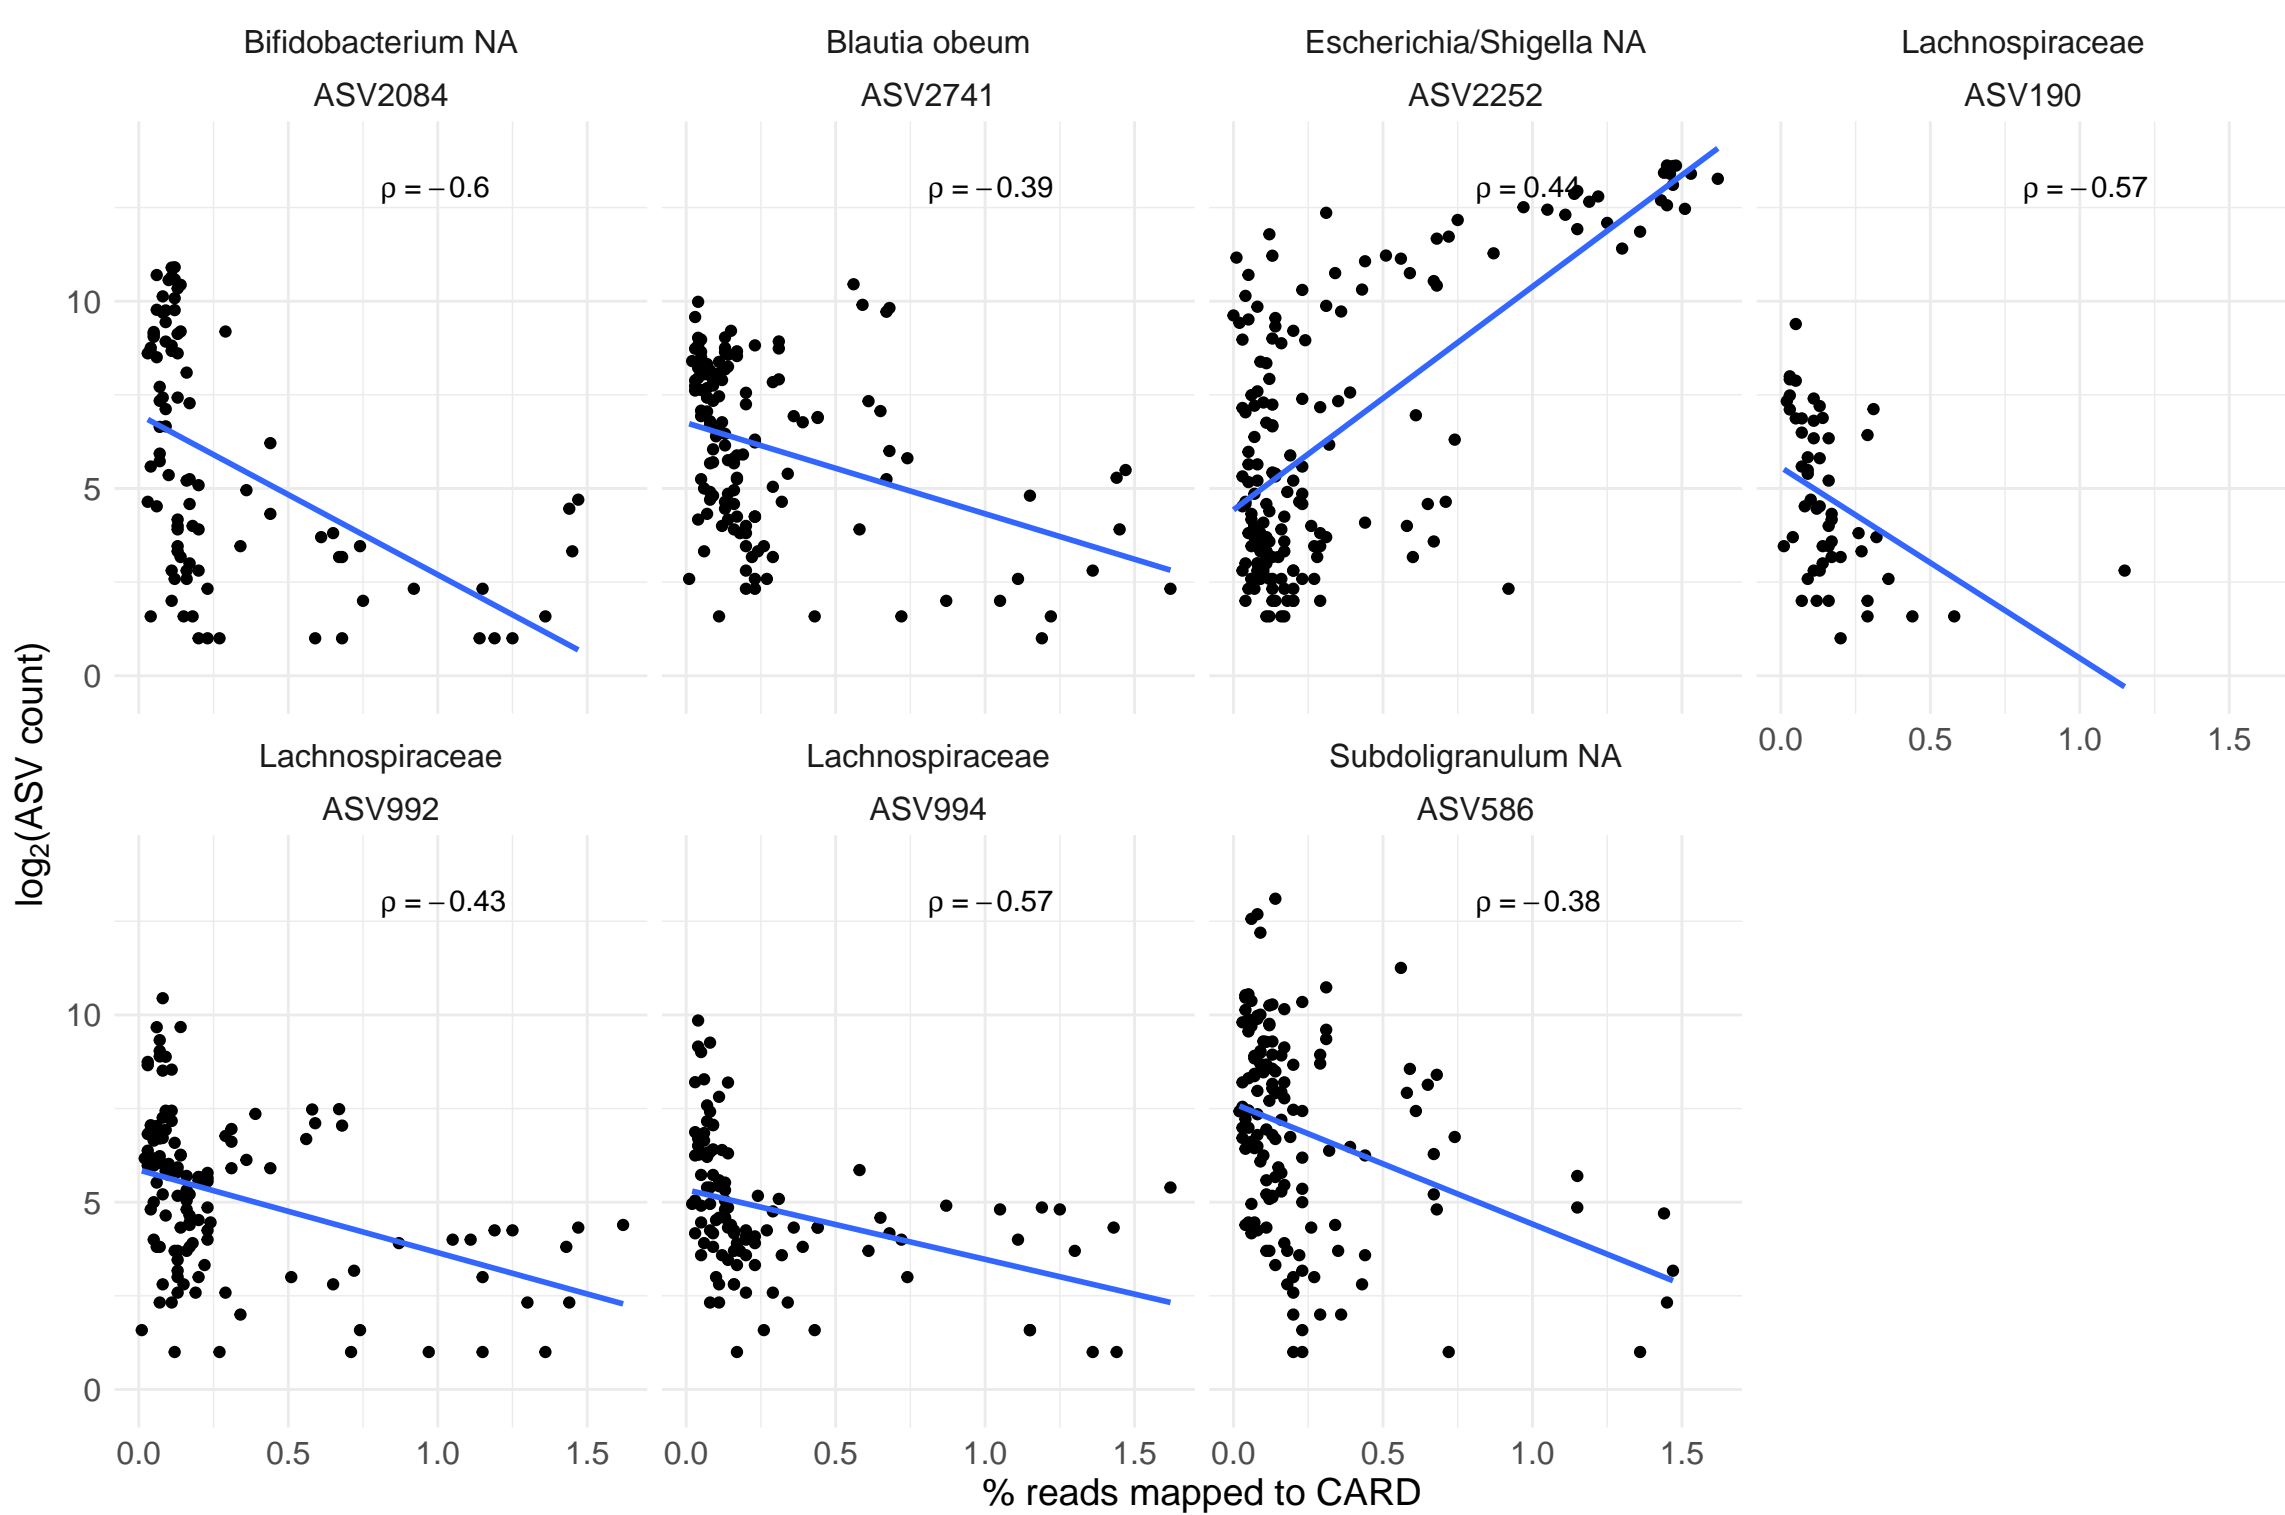 Bifidobacterium NA
ASV2084
Blautia obeum
ASV2741
Escherichia/Shigella NA
ASV2252
Lachnospiraceae
ASV190
ρ = −0.6
ρ = −0.39
ρ = 0.44
ρ = −0.57
10
5
0
0.0 0.5 1.0 1.5
Lachnospiraceae
ASV992
Lachnospiraceae
ASV994
Subdoligranulum NA
ASV586
ρ = −0.43
ρ = −0.57
ρ = −0.38
10
5
0
0.0 0.5 1.0 1.5
0.0 0.5 1.0 1.5
0.0 0.5 1.0 1.5
% reads mapped to CARD
log₂(ASV count)